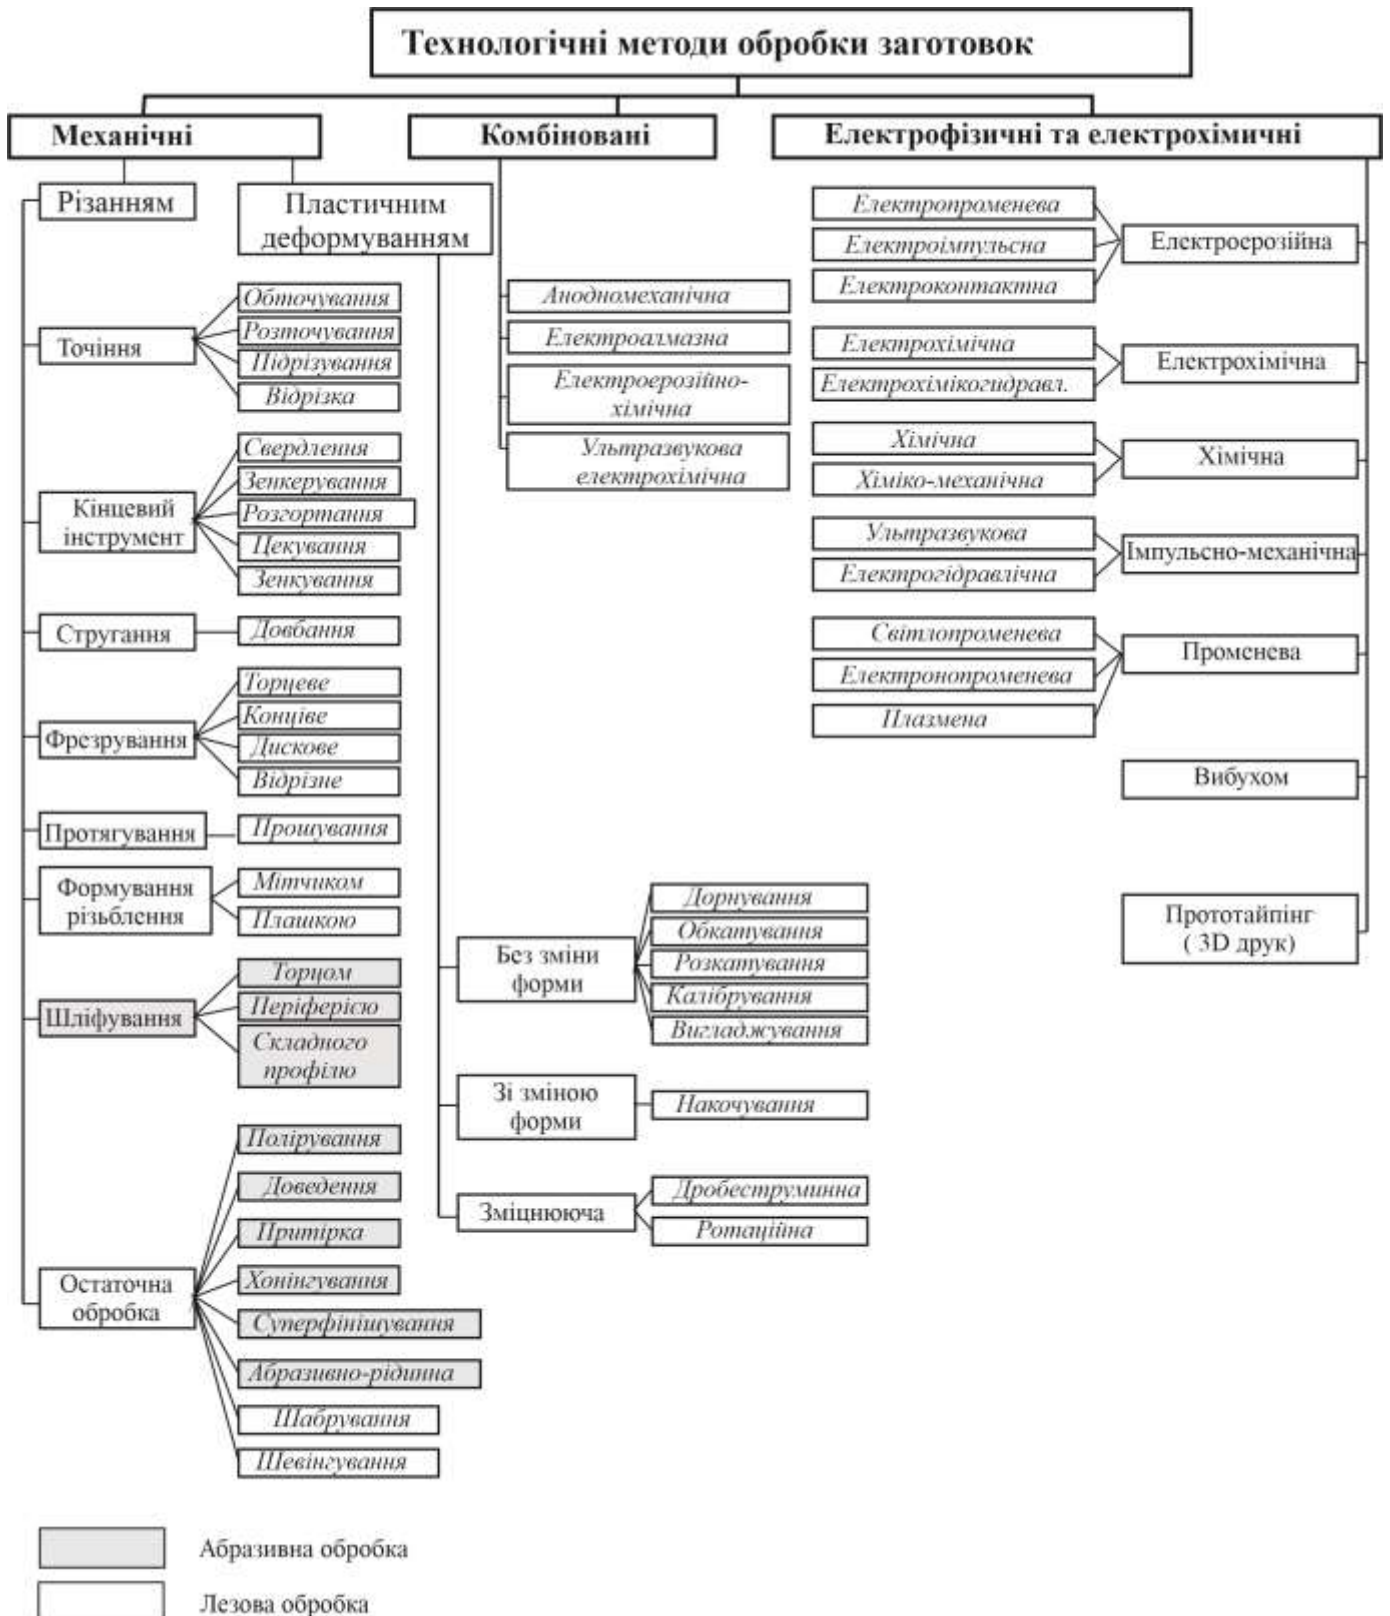 Технологічні методи обробки заготовок
Механічні
Комбіновані
Електрофізичні та електрохімичні
Різанням
Пластичним
деформуванням
Точіння
Обточування
Розточування
Підрізування
Відрізка
Кінцевий
інструмент
Свердлення
Зенкерування
Розгортання
Цекування
Зенкування
Стругання
Довбання
Фрезрування
Торцеве
Конціве
Дискове
Відрізне
Протягування
Прошування
Формування
різьблення
Мітчиком
Плашкою
Шліфування
Торцом
Періферією
Складного
профілю
Остаточна
обробка
Полірування
Доведення
Притірка
Хонінгування
Суперфінішування
Абразивно-рідинна
Шабрування
Шевінгування
Без зміни
форми
Дорнування
Обкатування
Розкатування
Калібрування
Вигладжування
Зі зміною
форми
Накочування
Зміцнююча
Дробеструминна
Ротаційна
Анодномеханічна
Електроалмазна
Електроерозійно-
хімічна
Ультразвукова
електрохімічна
Електропроменева
Електроімпульсна
Електроконтактна
Електроерозійна
Електрохімічна
Електрохімікогидравл.
Електрохімічна
Хімічна
Хіміко-механічна
Хімічна
Ультразвукова
Електрогідравлічна
Імпульсно-механічна
Світлопроменева
Електронопроменева
Плазмена
Променева
Вибухом
Прототайпінг
( 3D друк)
Абразивна обробка
Лезова обробка